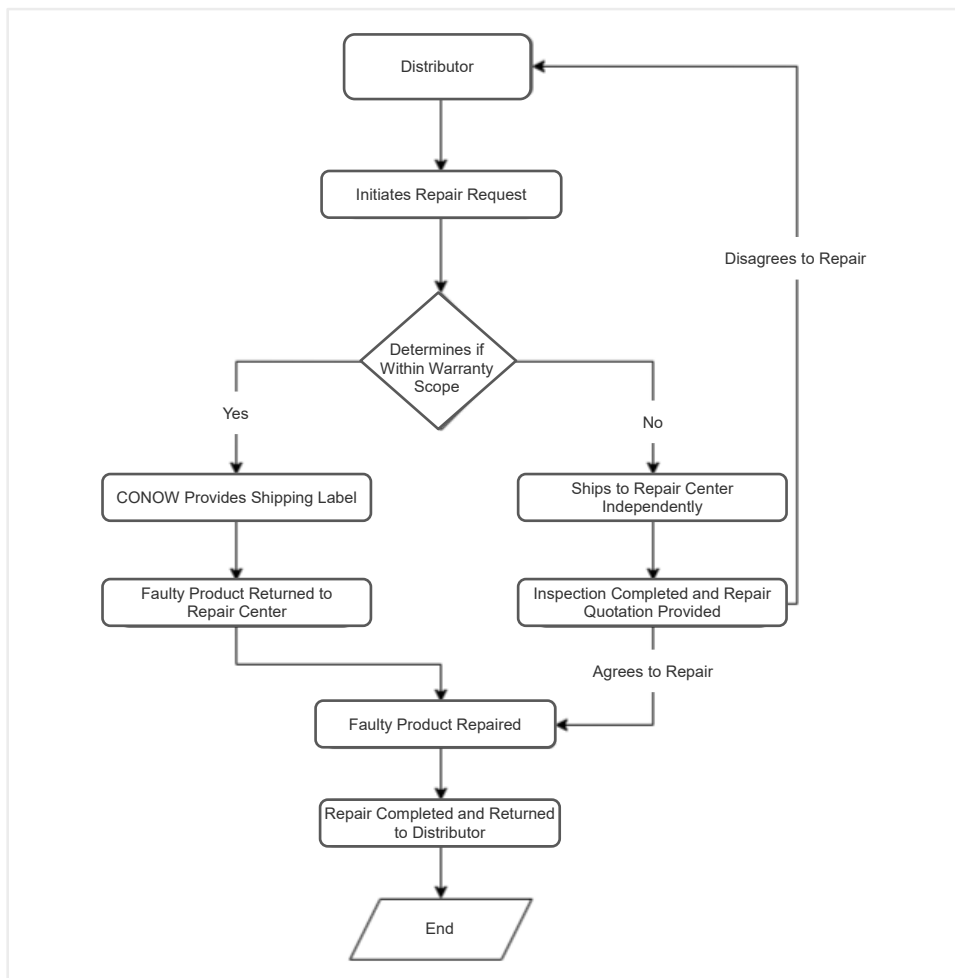 Distributor
Initiates Repair Request
Disagrees to Repair
Determines if
Within Warranty
Scope
Yes
No
CONOW Provides Shipping Label
Ships to Repair Center
Independently
Faulty Product Returned to
Repair Center
Inspection Completed and Repair
Quotation Provided
Agrees to Repair
Faulty Product Repaired
Repair Completed and Returned
to Distributor
End